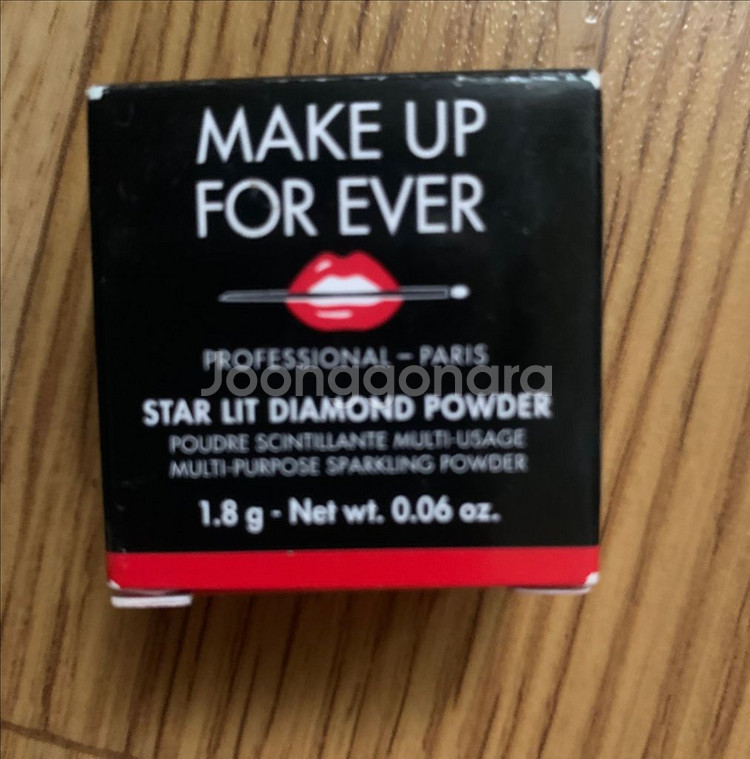 MAKE UP
FOR EVER
PROFESSIONAL – PARIS
Joonggonara
STAR LIT DIAMOND POWDER
POUDRE SCINTILLANTE MULTI-USAGE
MULTI-PURPOSE SPARKLING POWDER
1.8 g - Net wt. 0.06 oz.